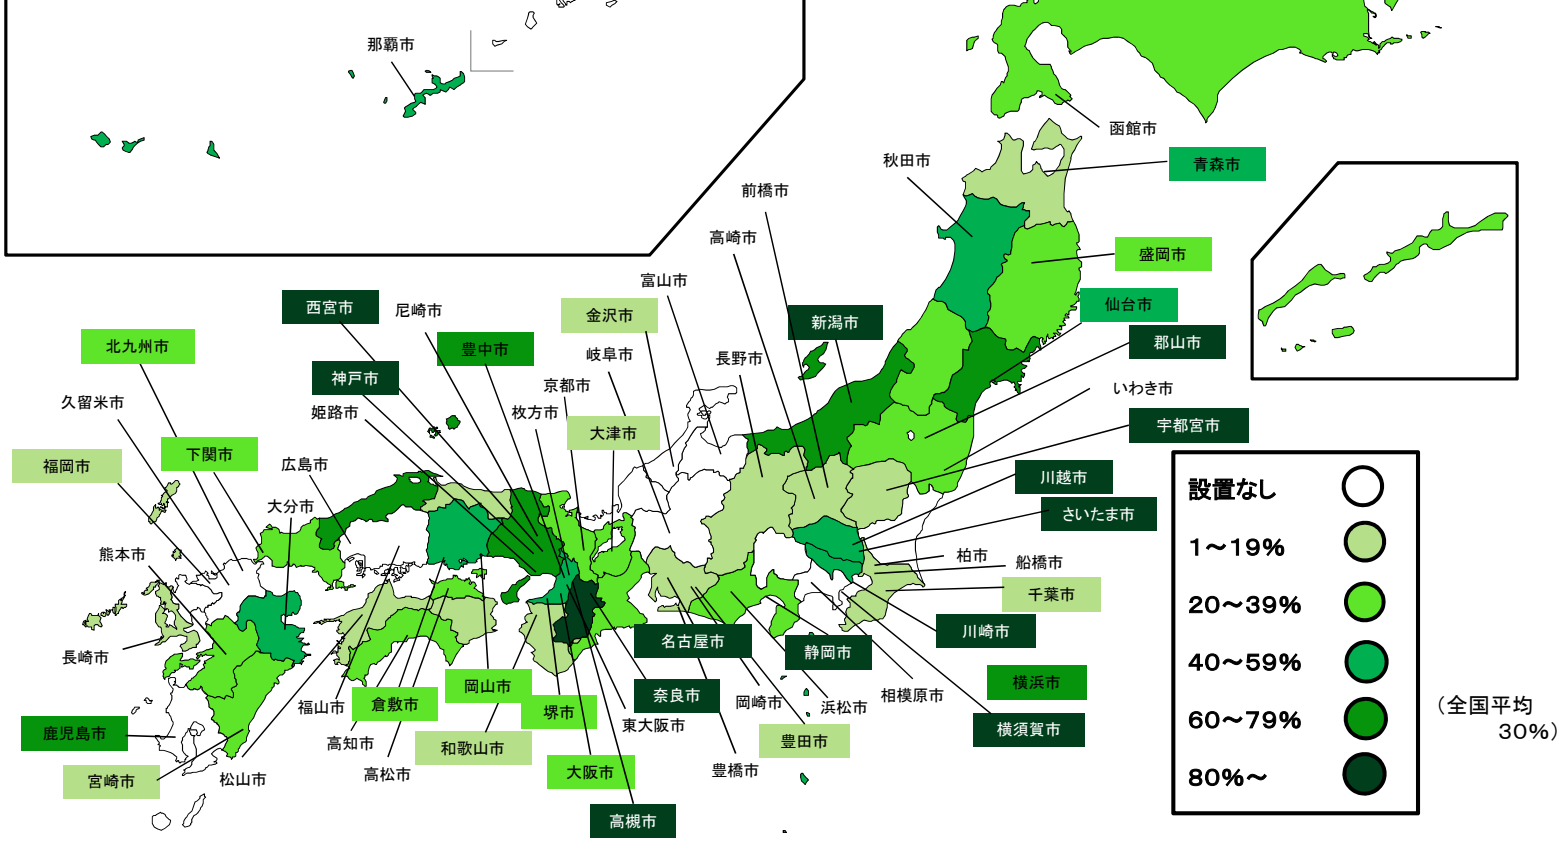 那覇市
函館市
秋田市
青森市
前橋市
高崎市
盛岡市
富山市
西宮市
尼崎市
金沢市
新潟市
仙台市
北九州市
豊中市
岐阜市
長野市
郡山市
神戸市
京都市
いわき市
久留米市
姫路市
枚方市
大津市
宇都宮市
福岡市
下関市
広島市
川越市
設置なし
大分市
さいたま市
1～19%
熊本市
柏市
船橋市
千葉市
20～39%
長崎市
名古屋市
静岡市
川崎市
40～59%
福山市
倉敷市
岡山市
堺市
奈良市
岡崎市
浜松市
相模原市
横浜市
鹿児島市
高知市
和歌山市
東大阪市
豊田市
横須賀市
60～79%
（全国平均
30%）
宮崎市
松山市
高松市
大阪市
豊橋市
80%～
高槻市